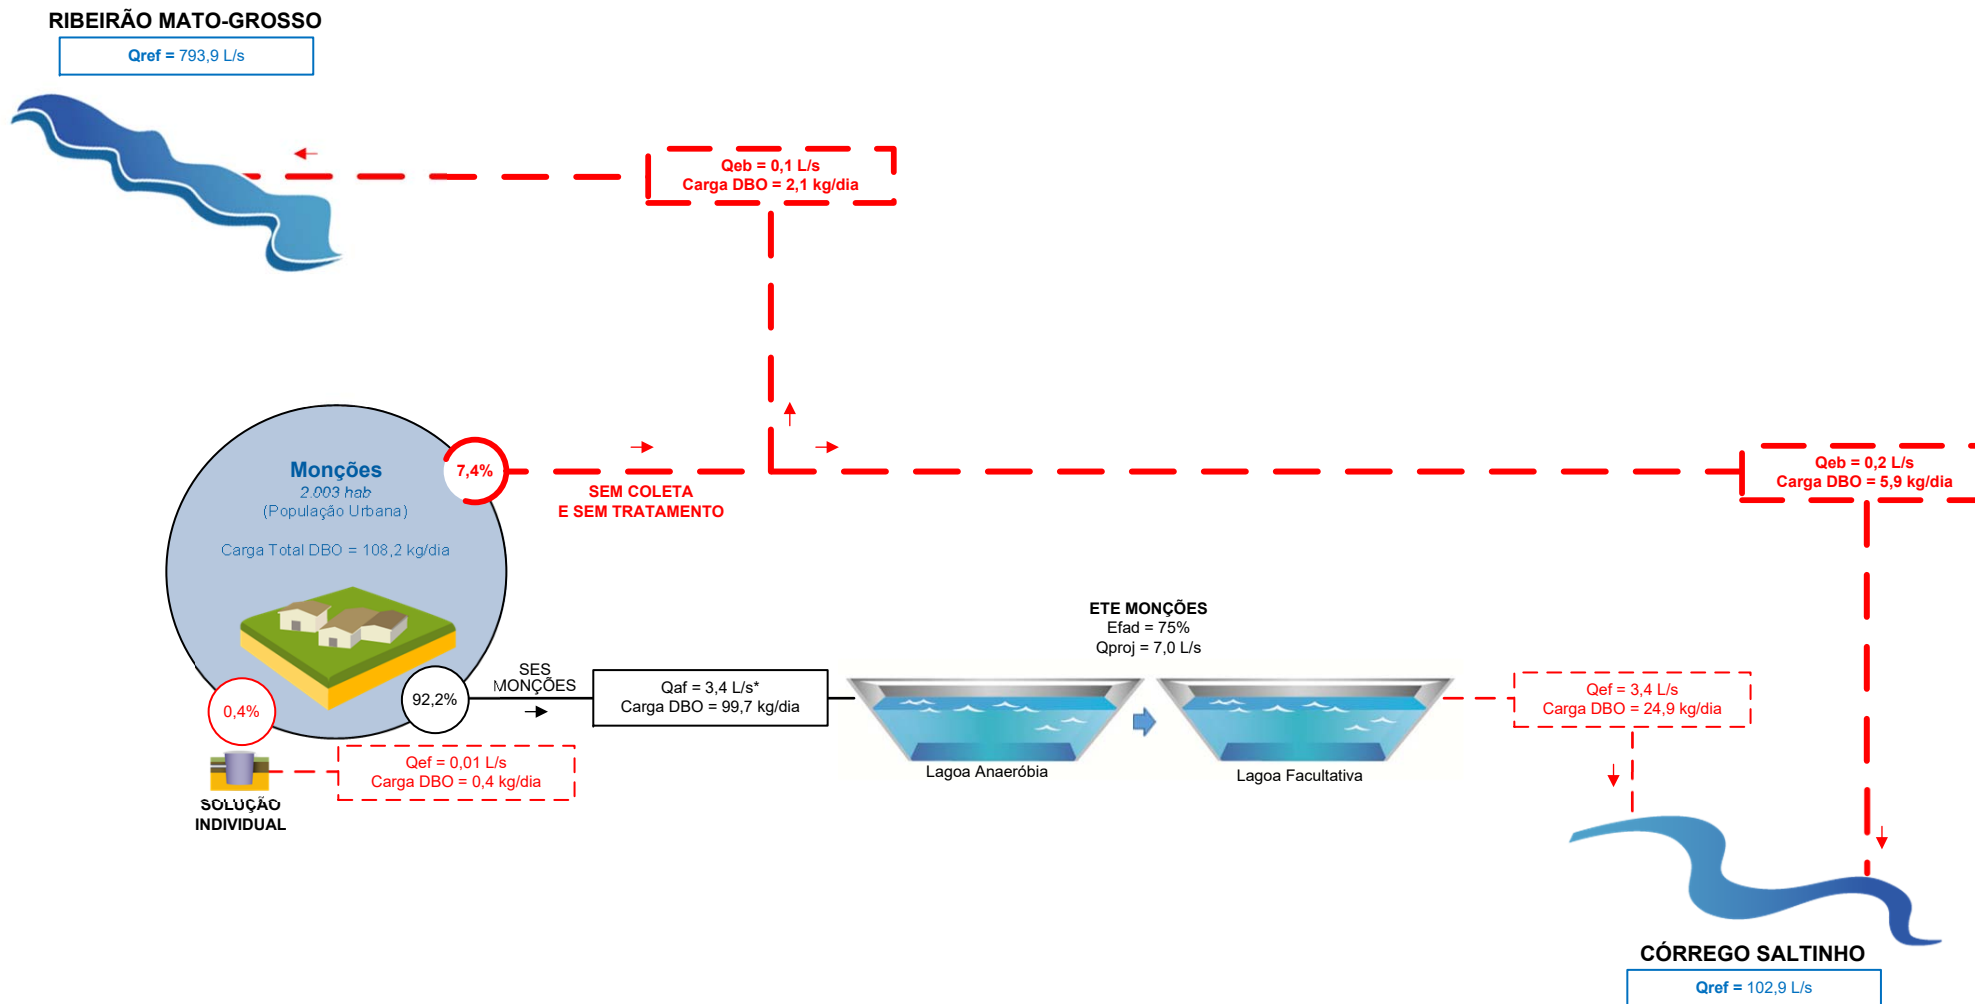 RIBEIRÃO MATO-GROSSO
Qref = 793,9 L/s
Qeb = 0,1 L/s
Carga DBO = 2,1 kg/dia
Monções
2.003 hab
(População Urbana)
Carga Total DBO = 108,2 kg/dia
7,4%
SEM COLETA
E SEM TRATAMENTO
Qeb = 0,2 L/s
Carga DBO = 5,9 kg/dia
0,4%
92,2%
SES
MONÇÕES
Qaf = 3,4 L/s*
Carga DBO = 99,7 kg/dia
ETE MONÇÕES
Efad = 75%
Qproj = 7,0 L/s
Lagoa Anaeróbia
Lagoa Facultativa
Qef = 3,4 L/s
Carga DBO = 24,9 kg/dia
Qef = 0,01 L/s
Carga DBO = 0,4 kg/dia
SOLUÇÃO
INDIVIDUAL
CÓRREGO SALTINHO
Qref = 102,9 L/s